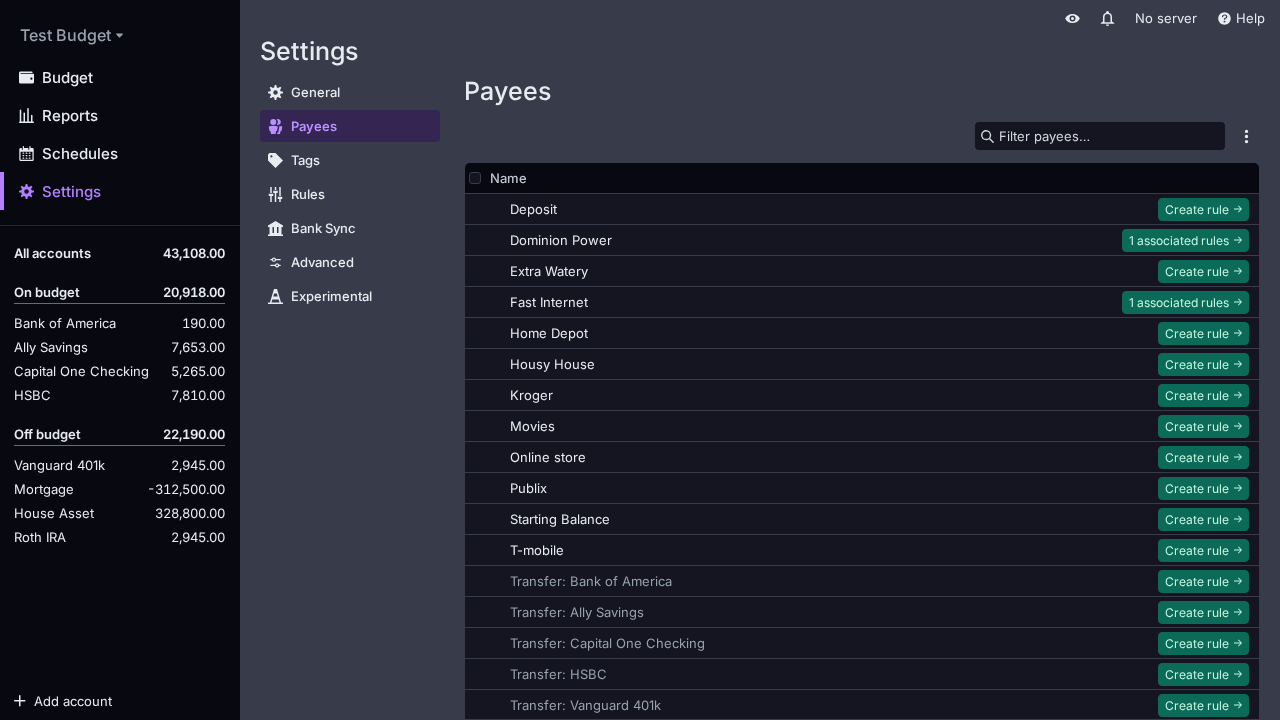 Test Budget
Budget
Reports
Schedules
Settings
All accounts 43,108.00
On budget 20,918.00
Bank of America 190.00
Ally Savings 7,653.00
Capital One Checking 5,265.00
HSBC 7,810.00
Off budget 22,190.00
Vanguard 401k 2,945.00
Mortgage -312,500.00
House Asset 328,800.00
Roth IRA 2,945.00
Add account
No server Help
Settings
General
Payees
Tags
Rules
Bank Sync
Advanced
Experimental
Payees
Filter payees...
Name
Deposit Create rule
Dominion Power 1 associated rules
Extra Watery Create rule
Fast Internet 1 associated rules
Home Depot Create rule
Housy House Create rule
Kroger Create rule
Movies Create rule
Online store Create rule
Publix Create rule
Starting Balance Create rule
T-mobile Create rule
Transfer: Bank of America Create rule
Transfer: Ally Savings Create rule
Transfer: Capital One Checking Create rule
Transfer: HSBC Create rule
Transfer: Vanguard 401k Create rule